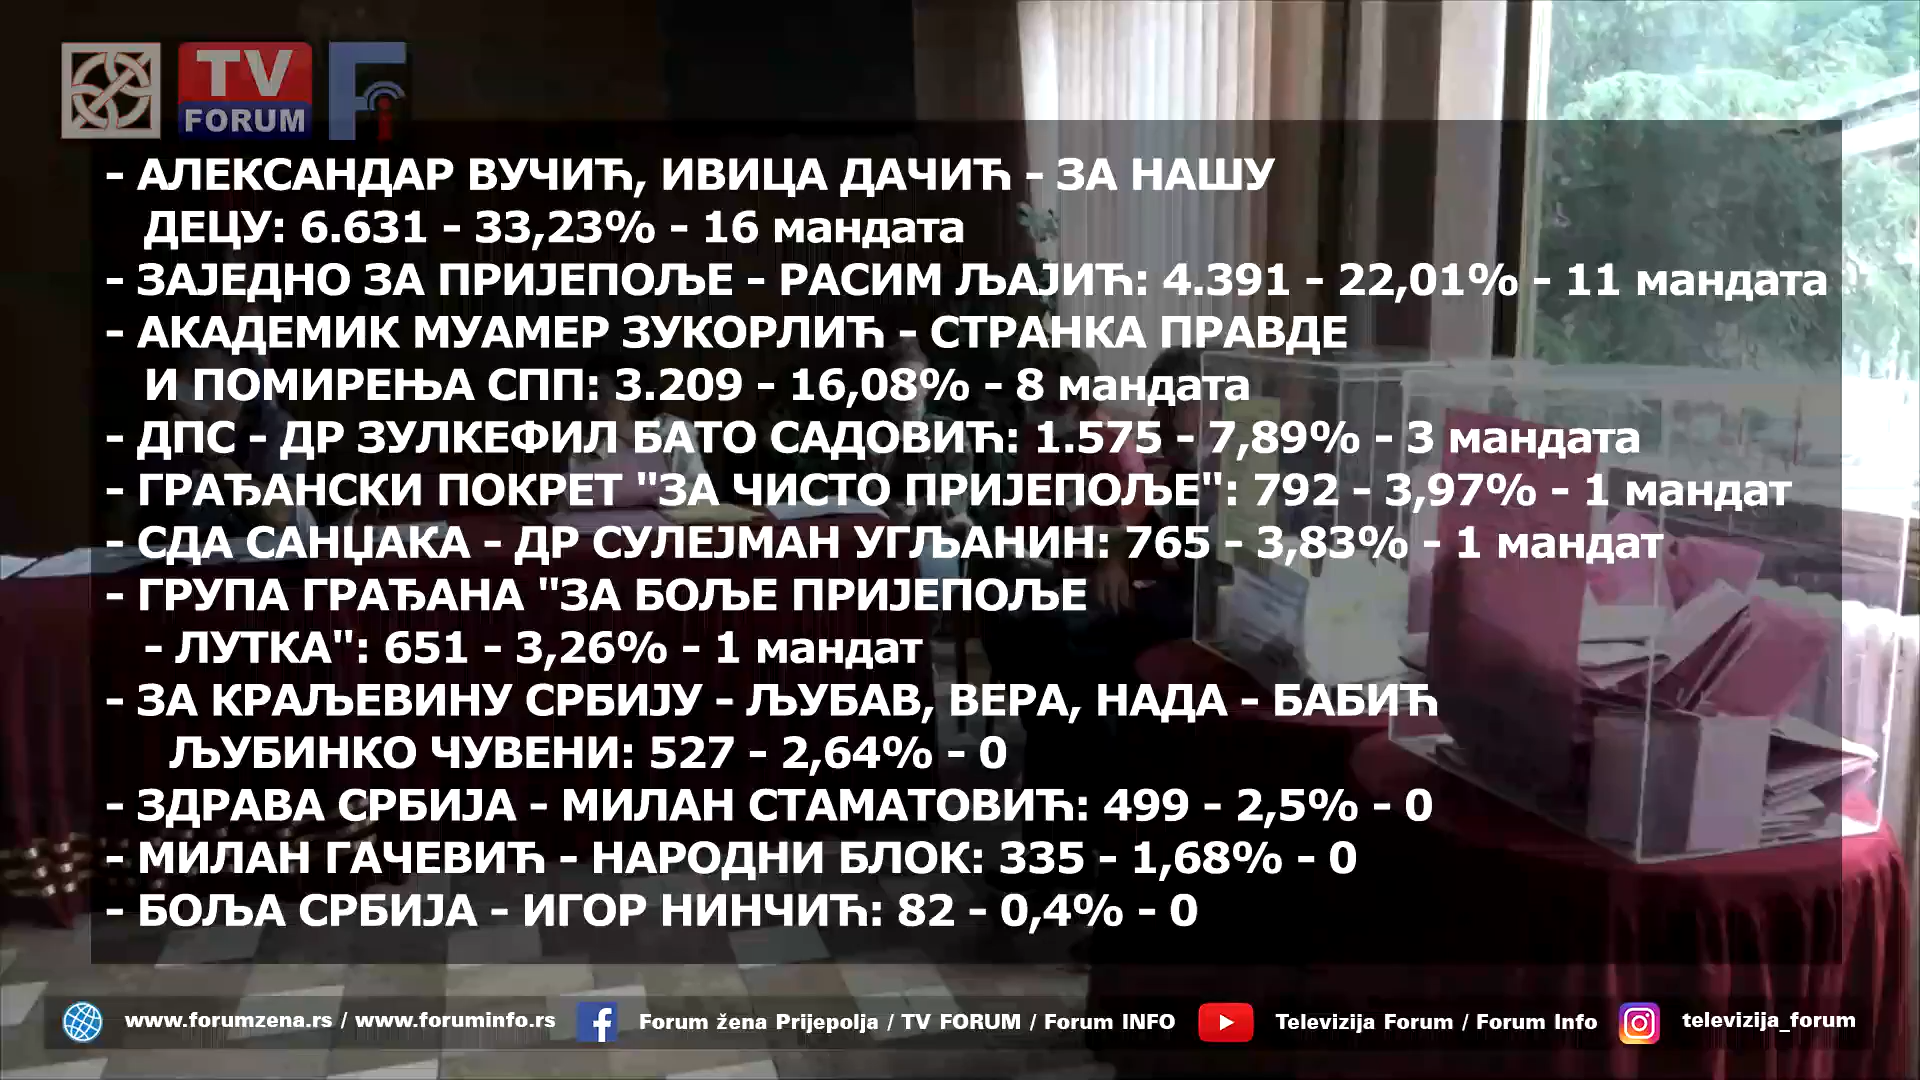 TV
FORUM
Fi
- АЛЕКСАНДАР ВУЧИЋ, ИВИЦА ДАЧИЋ - ЗА НАШУ
ДЕЦУ: 6.631 - 33,23% - 16 мандата
- ЗАЈЕДНО ЗА ПРИЈЕПОЉЕ - РАСИМ ЉАЈИЋ: 4.391 - 22,01% - 11 мандата
- АКАДЕМИК МУАМЕР ЗУКОРЛИЋ - СТРАНКА ПРАВДЕ
И ПОМИРЕЊА СПП: 3.209 - 16,08% - 8 мандата
- ДПС - ДР ЗУЛКЕФИЛ БАТО САДОВИЋ: 1.575 - 7,89% - 3 мандата
- ГРАЂАНСКИ ПОКРЕТ "ЗА ЧИСТО ПРИЈЕПОЉЕ": 792 - 3,97% - 1 мандат
- СДА САНЏАКА - ДР СУЛЕЈМАН УГЉАНИН: 765 - 3,83% - 1 мандат
- ГРУПА ГРАЂАНА "ЗА БОЉЕ ПРИЈЕПОЉЕ
- ЛУТКА": 651 - 3,26% - 1 мандат
- ЗА КРАЉЕВИНУ СРБИЈУ - ЉУБАВ, ВЕРА, НАДА - БАБИЋ
ЉУБИНКО ЧУВЕНИ: 527 - 2,64% - 0
- ЗДРАВА СРБИЈА - МИЛАН СТАМАТОВИЋ: 499 - 2,5% - 0
- МИЛАН ГАЧЕВИЋ - НАРОДНИ БЛОК: 335 - 1,68% - 0
- БОЉА СРБИЈА - ИГОР НИНЧИЋ: 82 - 0,4% - 0
www.forumzena.rs / www.foruminfo.rs Forum žena Prijepolja / TV FORUM / Forum INFO Televizija Forum / Forum Info televizija_forum